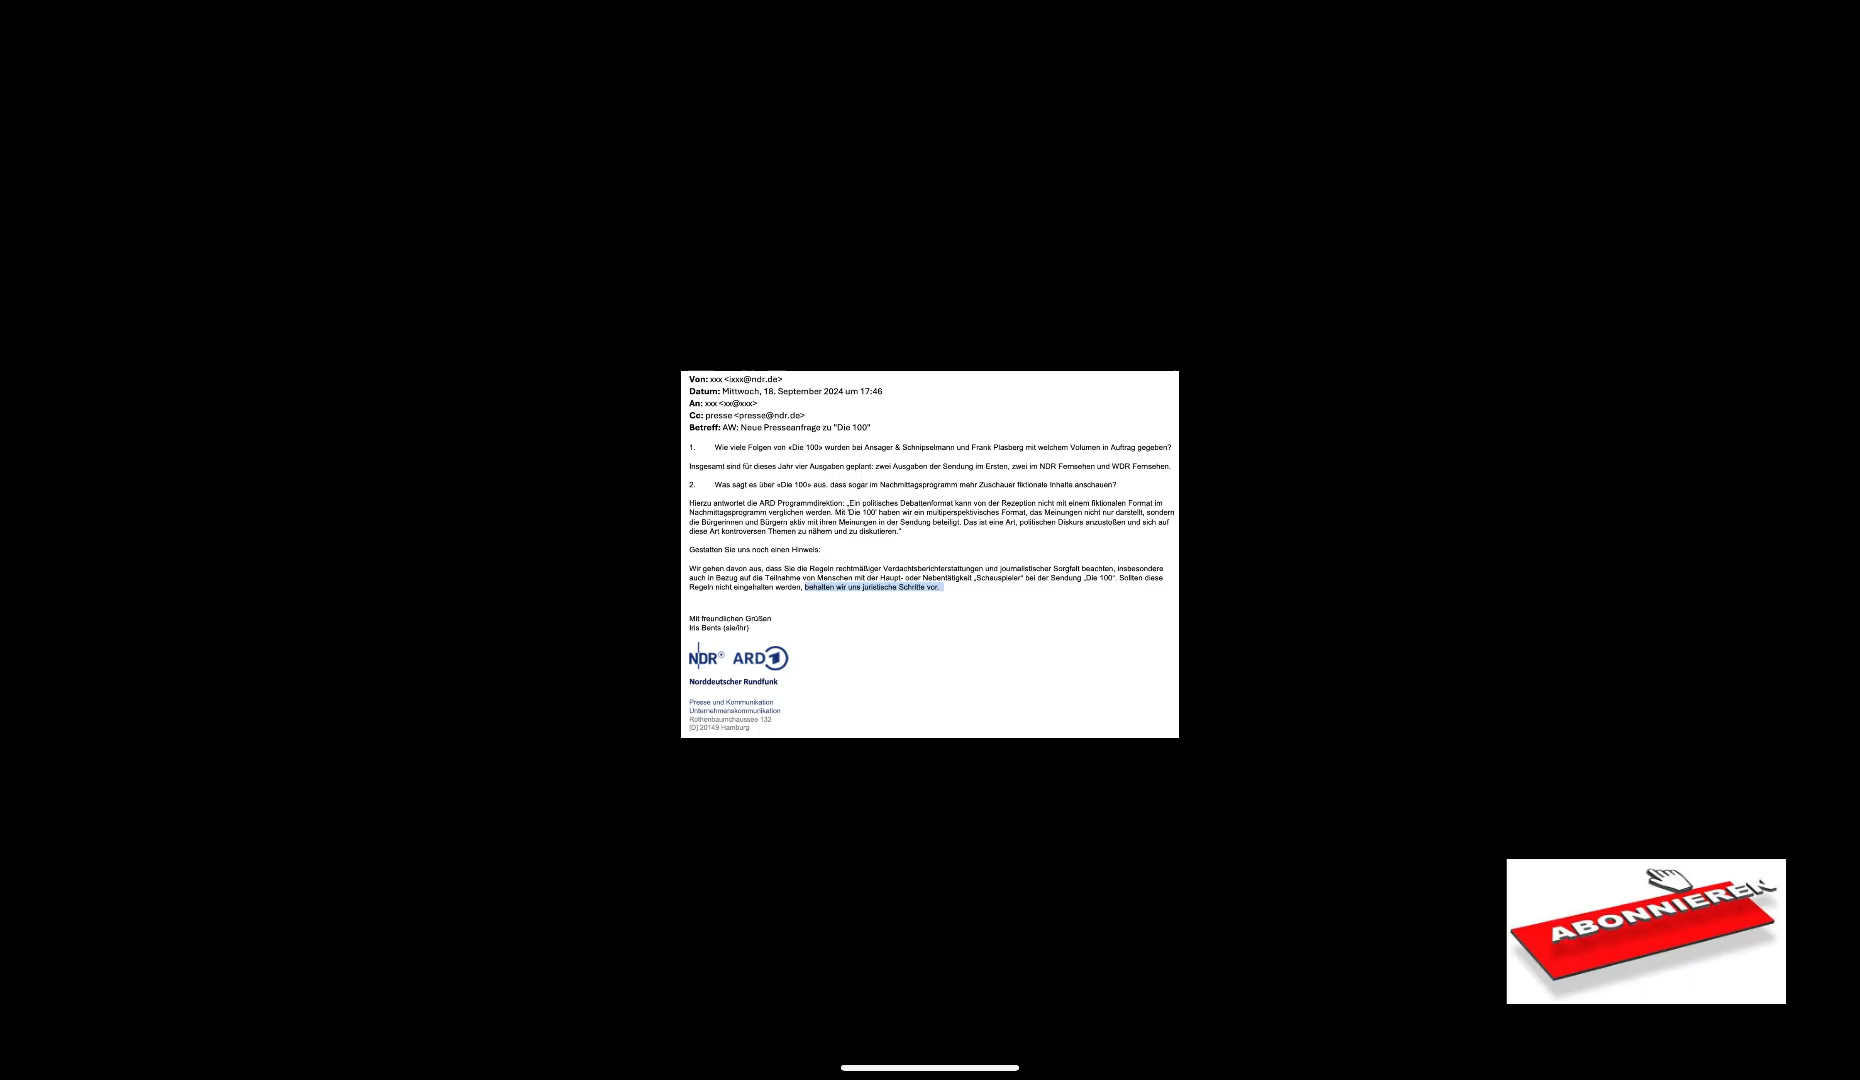 Von: xxx <ixxx@ndr.de>
Datum: Mittwoch, 18. September 2024 um 17:46
An: xxx <xx@xxx>
Cc: presse <presse@ndr.de>
Betreff: AW: Neue Presseanfrage zu "Die 100"
1. Wie viele Folgen von «Die 100» wurden bei Ansager & Schnipselmann und Frank Plasberg mit welchem Volumen in Auftrag gegeben?
Insgesamt sind für dieses Jahr vier Ausgaben geplant: zwei Ausgaben der Sendung im Ersten, zwei im NDR Fernsehen und WDR Fernsehen.
2. Was sagt es über «Die 100» aus, dass sogar im Nachmittagsprogramm mehr Zuschauer fiktionale Inhalte anschauen?
Hierzu antwortet die ARD Programmdirektion: „Ein politisches Debattenformat kann von der Rezeption nicht mit einem fiktionalen Format im
Nachmittagsprogramm verglichen werden. Mit 'Die 100' haben wir ein multiperspektivisches Format, das Meinungen nicht nur darstellt, sondern
die Bürgerinnen und Bürgern aktiv mit ihren Meinungen in der Sendung beteiligt. Das ist eine Art, politischen Diskurs anzustoßen und sich auf
diese Art kontroversen Themen zu nähern und zu diskutieren."
Gestatten Sie uns noch einen Hinweis:
Wir gehen davon aus, dass Sie die Regeln rechtmäßiger Verdachtsberichterstattungen und journalistischer Sorgfalt beachten, insbesondere
auch in Bezug auf die Teilnahme von Menschen mit der Haupt- oder Nebentätigkeit „Schauspieler" bei der Sendung „Die 100". Sollten diese
Regeln nicht eingehalten werden, behalten wir uns juristische Schritte vor.
Mit freundlichen Grüßen
Iris Bents (sie/ihr)
NDR ARD 1
Norddeutscher Rundfunk
Presse und Kommunikation
Unternehmenskommunikation
Rothenbaumchaussee 132
[D] 20149 Hamburg
ABONNIEREN